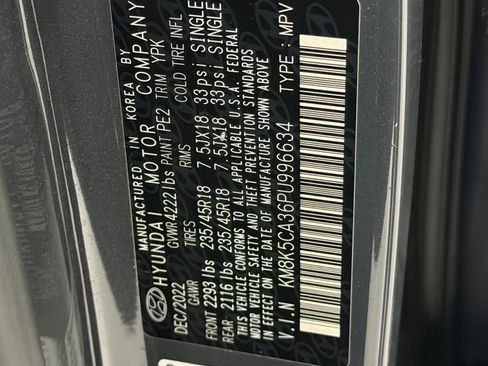 MANUFACTURED IN KOREA BY
HYUNDAI MOTOR COMPANY
DEC/2022 GVWR 4222 lbs PAINT PE2 TRIM YPK
GAWR TIRES RIMS COLD TIRE INFL
FRONT 2293 lbs 235/45R18 7.5JX18 33psi SINGLE
REAR 2116 lbs 235/45R18 7.5JX18 33psi SINGLE
THIS VEHICLE CONFORMS TO ALL APPLICABLE U.S.A. FEDERAL
MOTOR VEHICLE SAFETY AND THEFT PREVENTION STANDARDS
IN EFFECT ON THE DATE OF MANUFACTURE SHOWN ABOVE.
V.I.N KM8K5CA36PU996634 TYPE : MPV